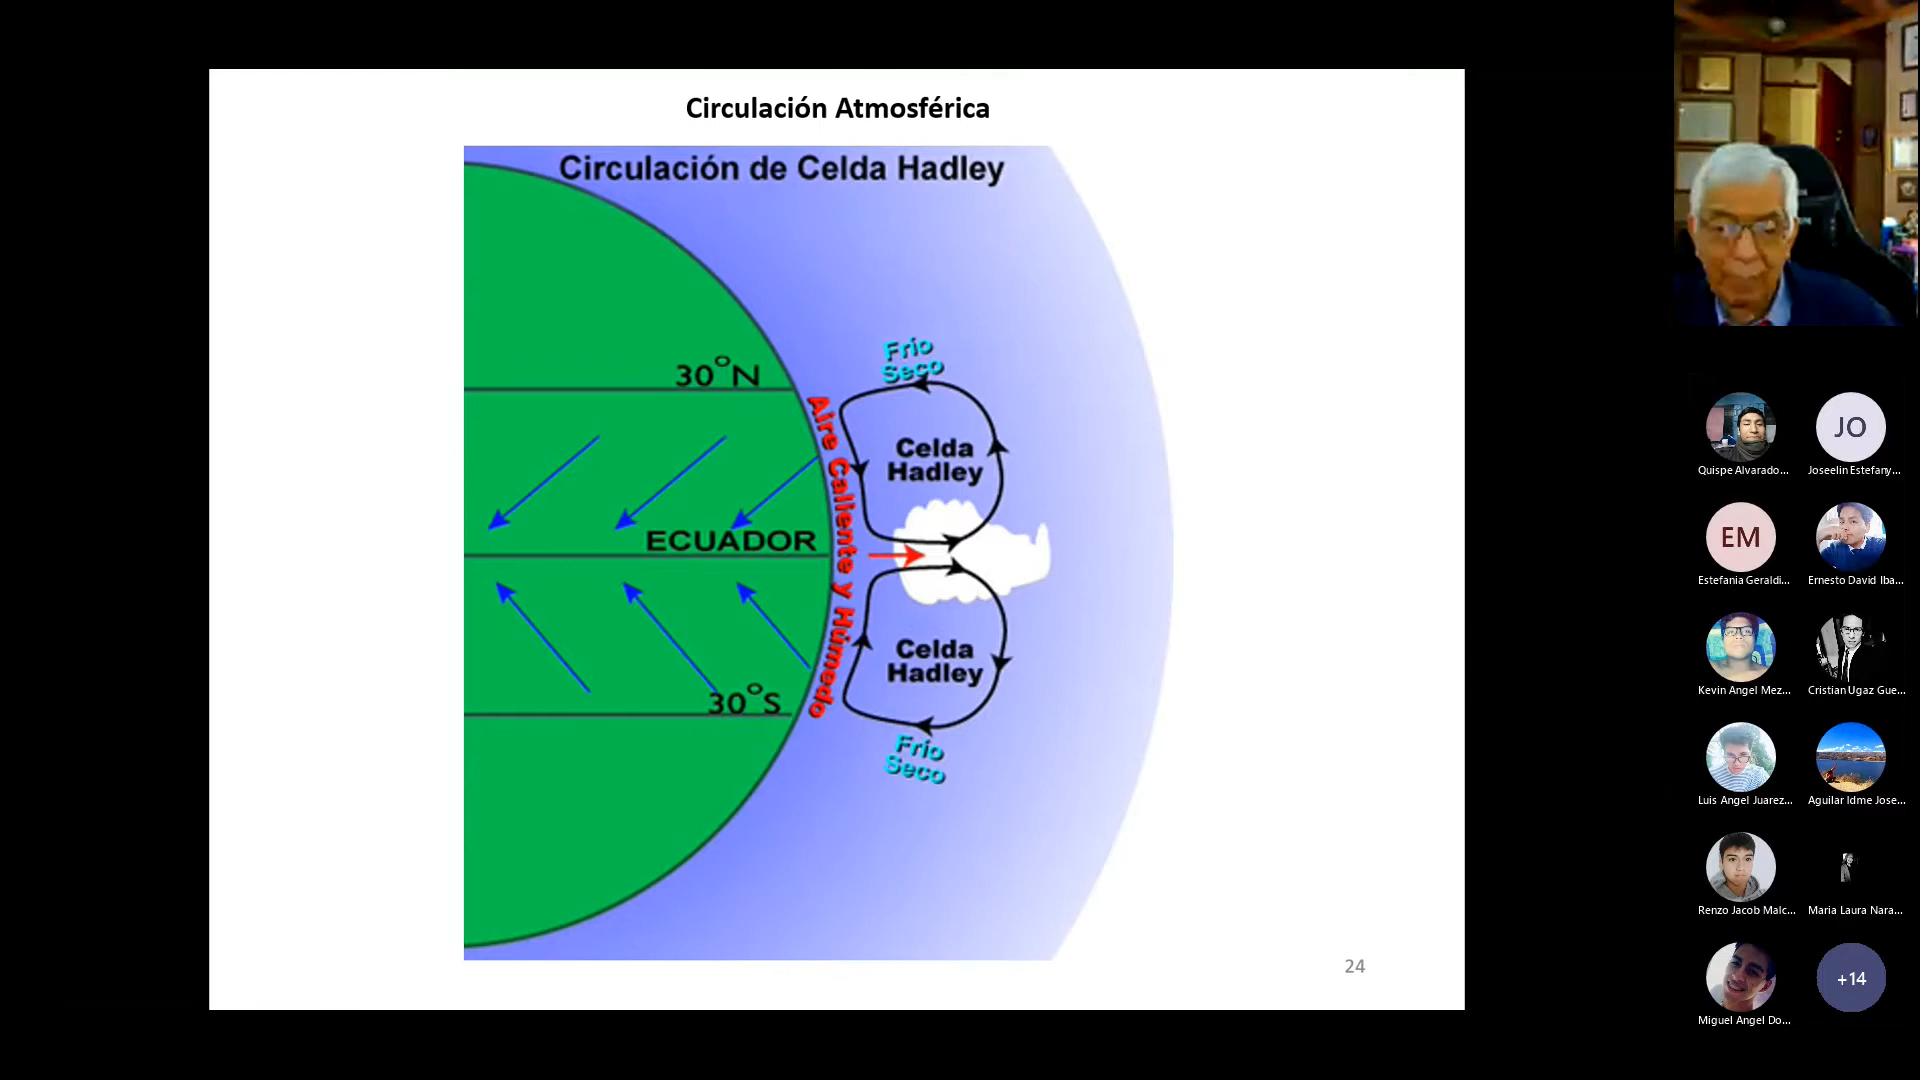 Circulación Atmosférica
Circulación de Celda Hadley
30°N
Frio
Seco
Celda
Hadley
Aire Caliente y Húmedo
ECUADOR
Celda
Hadley
30°S
Frio
Seco
24
JO
Quispe Alvarado...
Joseelin Estefany...
EM
Estefania Geraldi...
Ernesto David Iba...
Kevin Angel Mez...
Cristian Ugaz Gue...
Luis Angel Juarez...
Aguilar Idme Jose...
Renzo Jacob Malc...
Maria Laura Nara...
+14
Miguel Angel Do...